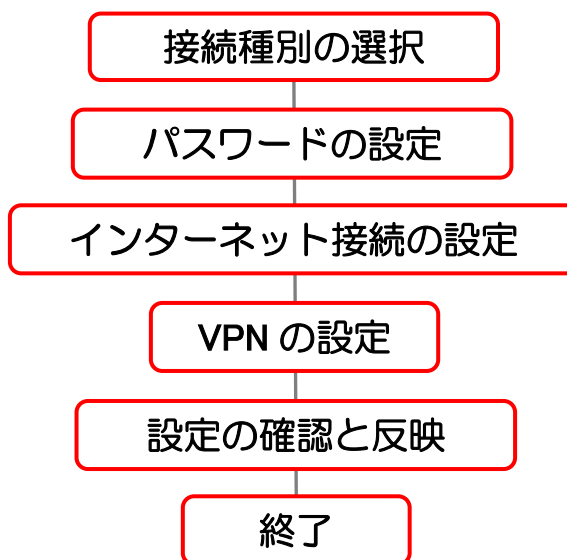 接続種別の選択
パスワードの設定
インターネット接続の設定
VPN の設定
設定の確認と反映
終了